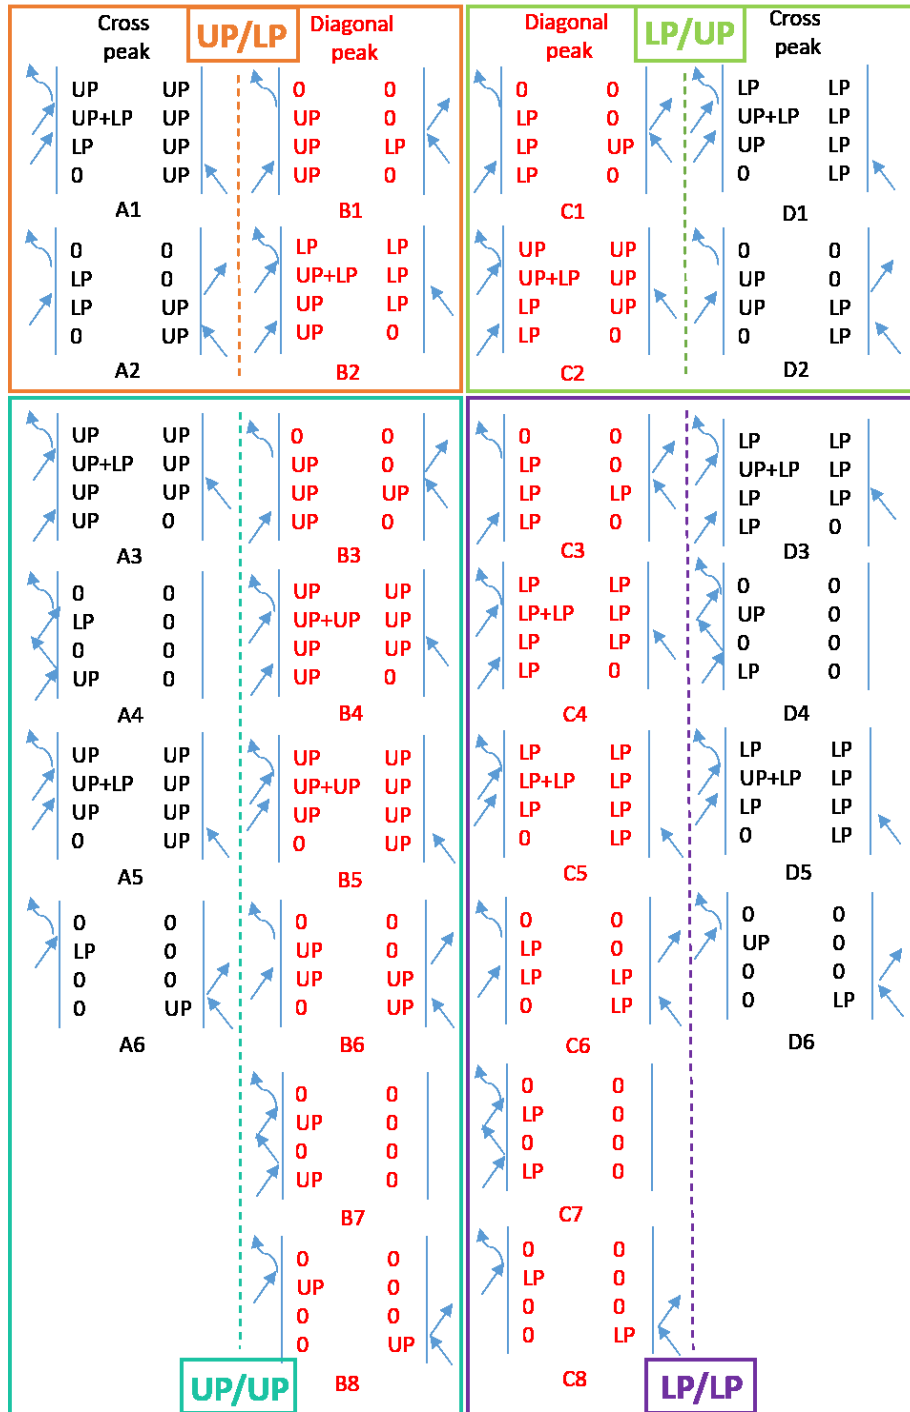 Cross peak
UP/LP
Diagonal peak
UP UP
UP+LP UP
LP UP
0 UP
A1
0 0
UP 0
UP LP
UP 0
B1
0 0
LP 0
LP UP
0 UP
A2
LP LP
UP+LP LP
UP LP
UP 0
B2
Diagonal peak
LP/UP
Cross peak
0 0
LP 0
LP UP
LP 0
C1
LP LP
UP+LP LP
UP LP
0 LP
D1
UP UP
UP+LP UP
LP UP
LP 0
C2
0 0
UP 0
UP LP
0 LP
D2
UP UP
UP+LP UP
UP UP
UP 0
A3
0 0
UP 0
UP UP
UP 0
B3
0 0
LP 0
0 0
UP 0
A4
UP UP
UP+UP UP
UP UP
UP 0
B4
UP UP
UP+LP UP
UP UP
0 UP
A5
UP UP
UP+UP UP
UP UP
0 UP
B5
0 0
LP 0
0 0
0 UP
A6
0 0
UP 0
UP UP
0 UP
B6
0 0
UP 0
0 0
UP 0
B7
0 0
UP 0
0 0
0 UP
B8
UP/UP
0 0
LP 0
LP LP
LP 0
C3
LP LP
UP+LP LP
LP LP
LP 0
D3
LP LP
LP+LP LP
LP LP
LP 0
C4
0 0
UP 0
0 0
LP 0
D4
LP LP
LP+LP LP
LP LP
0 LP
C5
LP LP
UP+LP LP
LP LP
0 LP
D5
0 0
LP 0
LP LP
0 LP
C6
0 0
UP 0
0 0
0 LP
D6
0 0
LP 0
0 0
LP 0
C7
0 0
LP 0
0 0
0 LP
C8
LP/LP